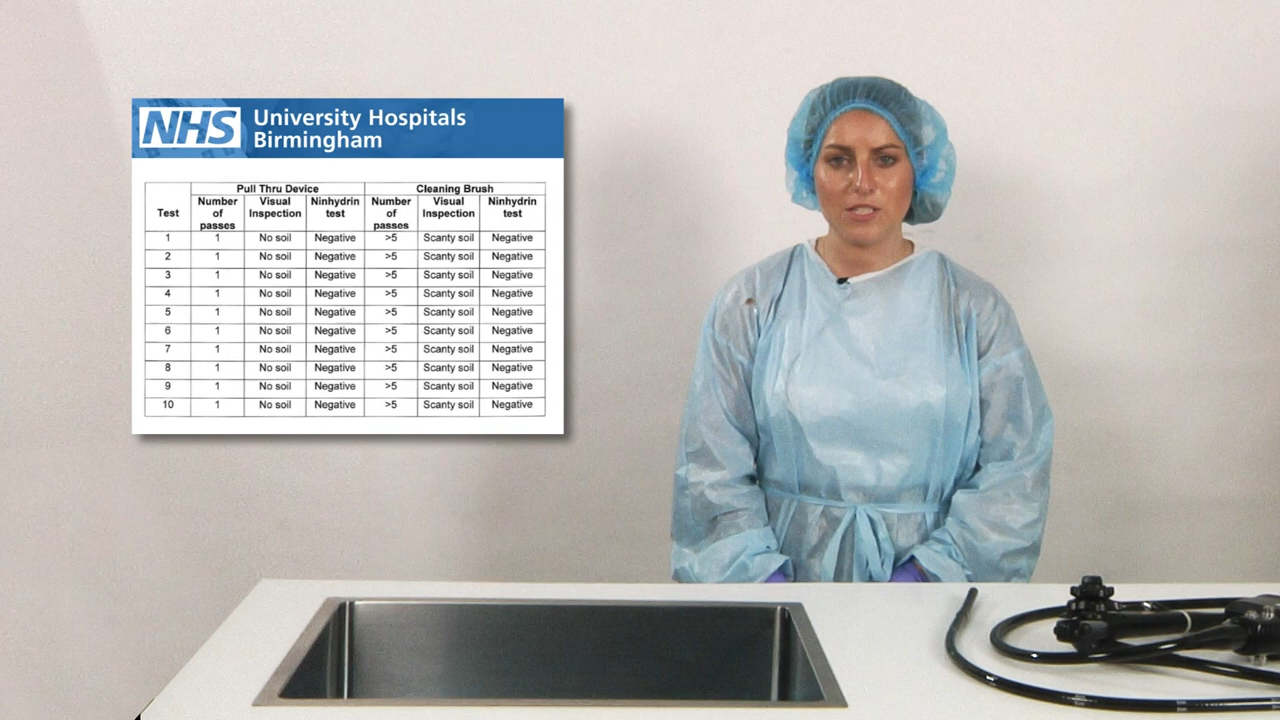 NHS University Hospitals
Birmingham
Pull Thru Device Cleaning Brush
Test Number of passes Visual Inspection Ninhydrin test Number of passes Visual Inspection Ninhydrin test
1 1 No soil Negative >5 Scanty soil Negative
2 1 No soil Negative >5 Scanty soil Negative
3 1 No soil Negative >5 Scanty soil Negative
4 1 No soil Negative >5 Scanty soil Negative
5 1 No soil Negative >5 Scanty soil Negative
6 1 No soil Negative >5 Scanty soil Negative
7 1 No soil Negative >5 Scanty soil Negative
8 1 No soil Negative >5 Scanty soil Negative
9 1 No soil Negative >5 Scanty soil Negative
10 1 No soil Negative >5 Scanty soil Negative